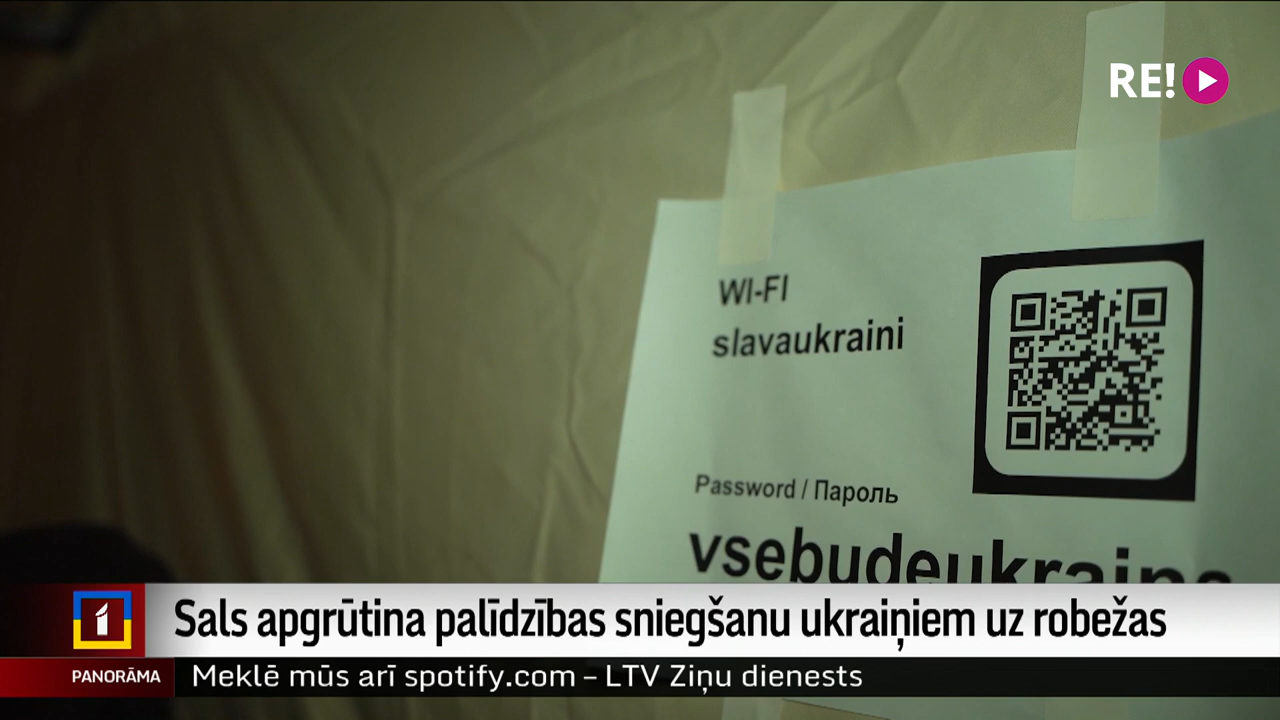 RE!
WI-FI
slavaukraini
Password / Пароль
1
Sals apgrūtina palīdzības sniegšanu ukraiņiem uz robežas
PANORĀMA
Meklē mūs arī spotify.com – LTV Ziņu dienests